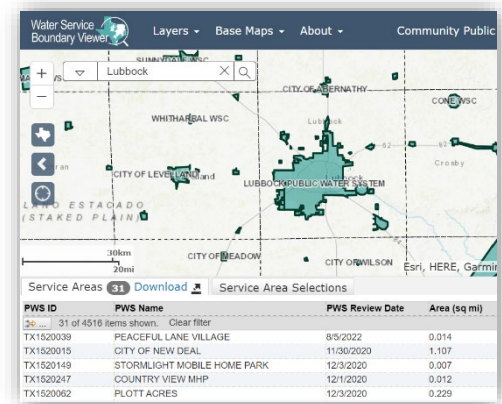 Water Service
Boundary Viewer
Layers
Base Maps
About
Community Public
SUNNYDALE WSC
Lubbock
CITY OF ABERNATHY
CONE WSC
WHITHARRAL WSC
Lubbock
62
82
Crosby
CITY OF LEVELLAND
LUBBOCK PUBLIC WATER SYSTEM
LLANO ESTACADO
(STAKED PLAIN)
30km
20mi
CITY OF MEADOW
CITY OF WILSON
Esri, HERE, Garmin
Service Areas 31 Download
Service Area Selections
PWS ID PWS Name PWS Review Date Area (sq mi)
... 31 of 4516 items shown. Clear filter
TX1520039 PEACEFUL LANE VILLAGE 8/5/2022 0.014
TX1520015 CITY OF NEW DEAL 11/30/2020 1.107
TX1520149 STORMLIGHT MOBILE HOME PARK 12/3/2020 0.007
TX1520247 COUNTRY VIEW MHP 12/1/2020 0.012
TX1520062 PLOTT ACRES 12/3/2020 0.229